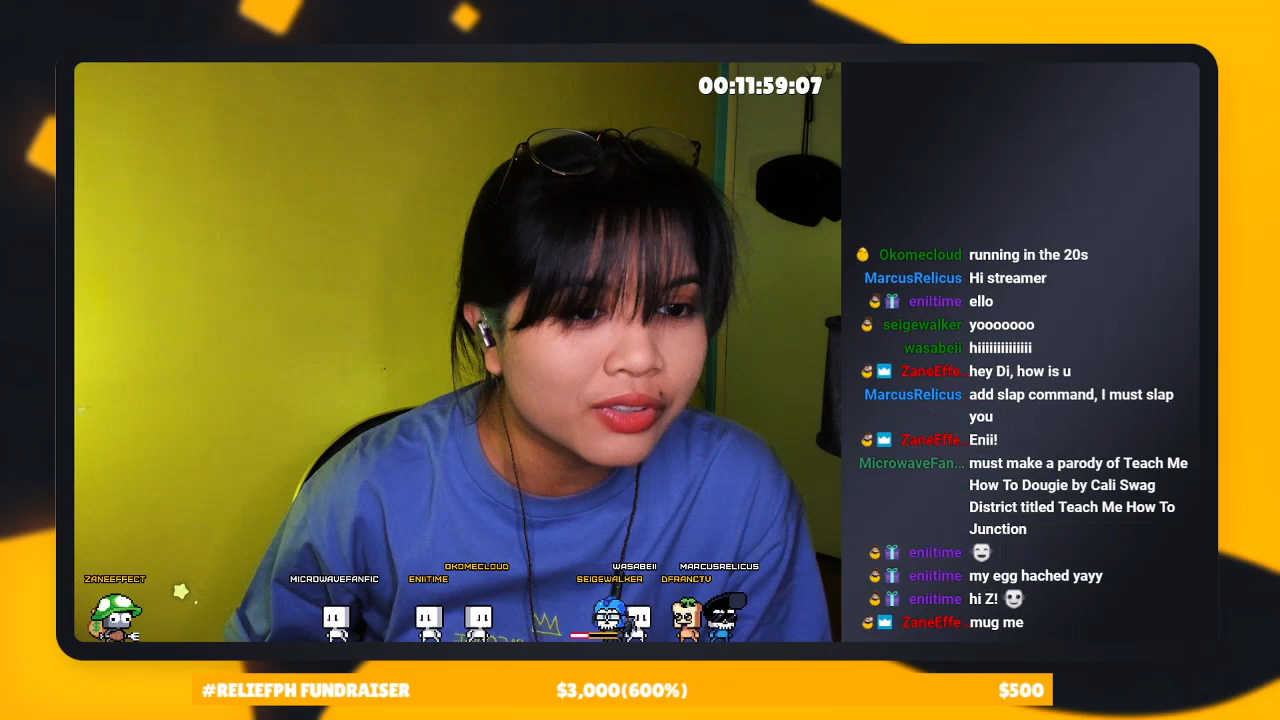 00:11:59:07
Okomecloud running in the 20s
MarcusRelicus Hi streamer
eniitime ello
seigewalker yooooooo
wasabeii hiiiiiiiiiiiiii
ZaneEffe… hey Di, how is u
MarcusRelicus add slap command, I must slap
you
ZaneEffe… Enii!
MicrowaveFan… must make a parody of Teach Me
How To Dougie by Cali Swag
District titled Teach Me How To
Junction
eniitime
eniitime my egg hached yayy
eniitime hi Z!
ZaneEffe… mug me
OKOMECLOUD WASABEII MARCUSRELICUS
ZANEEFFECT MICROWAVEFANFIC ENIITIME SEIGEWALKER DFRANCTV
#RELIEFPH FUNDRAISER $3,000(600%) $500